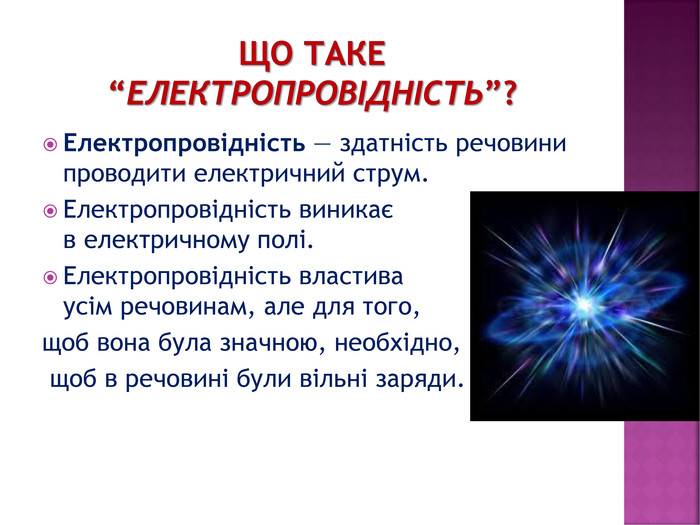 ЩО ТАКЕ
“ЕЛЕКТРОПРОВІДНІСТЬ”?
Електропровідність — здатність речовини
проводити електричний струм.
Електропровідність виникає
в електричному полі.
Електропровідність властива
усім речовинам, але для того,
щоб вона була значною, необхідно,
щоб в речовині були вільні заряди.